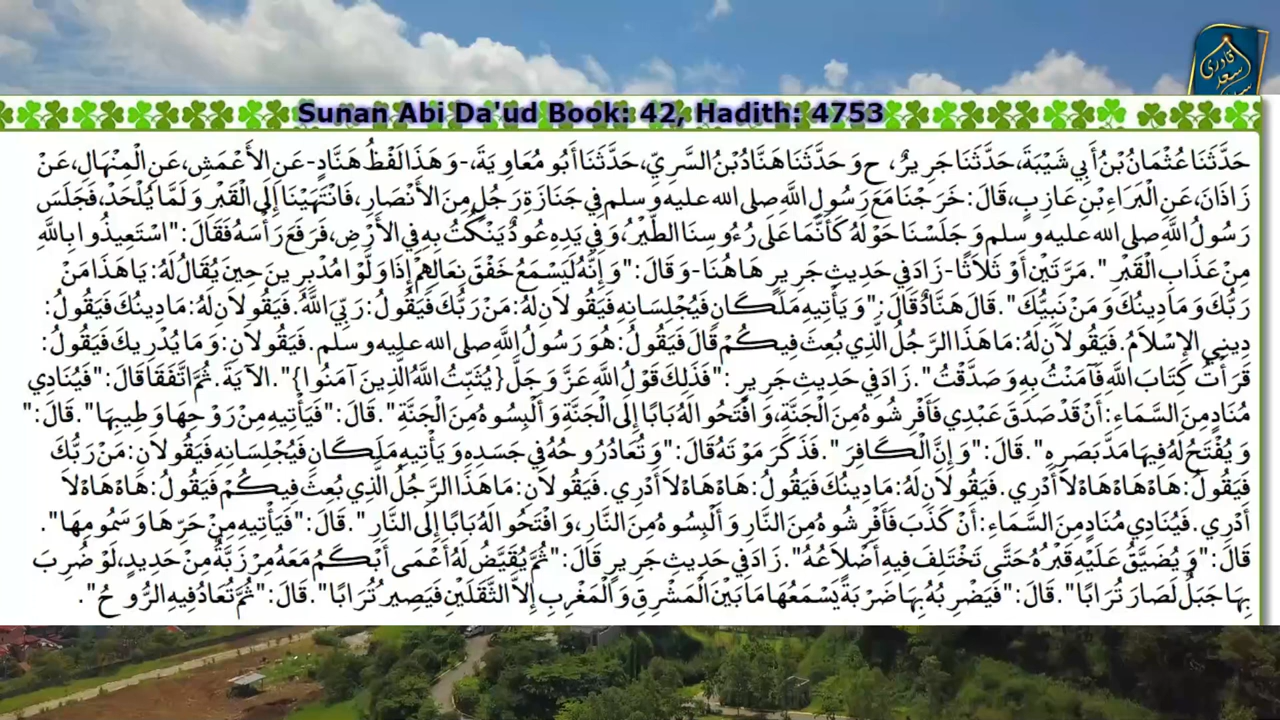 قادری
Sunan Abi Da'ud Book: 42, Hadith: 4753
حَدَّثَنَا عُثْمَانُ بْنُ أَبِي شَيْبَةَ، حَدَّثَنَا جَرِيرٌ، ح وَحَدَّثَنَا هَنَّادُ بْنُ السَّرِيِّ، حَدَّثَنَا أَبُو مُعَاوِيَةَ، -وَهَذَا لَفْظُ هَنَّادٍ- عَنِ الأَعْمَشِ، عَنِ الْمِنْهَالِ، عَنْ
زَاذَانَ، عَنِ الْبَرَاءِ بْنِ عَازِبٍ، قَالَ: خَرَجْنَا مَعَ رَسُولِ اللَّهِ صلى الله عليه وسلم فِي جَنَازَةِ رَجُلٍ مِنَ الأَنْصَارِ، فَانْتَهَيْنَا إِلَى الْقَبْرِ وَلَمَّا يُلْحَدْ، فَجَلَسَ
رَسُولُ اللَّهِ صلى الله عليه وسلم وَجَلَسْنَا حَوْلَهُ كَأَنَّمَا عَلَى رُءُوسِنَا الطَّيْرُ، وَفِي يَدِهِ عُودٌ يَنْكُتُ بِهِ فِي الأَرْضِ، فَرَفَعَ رَأْسَهُ فَقَالَ: "اسْتَعِيذُوا بِاللَّهِ
مِنْ عَذَابِ الْقَبْرِ". مَرَّتَيْنِ أَوْ ثَلاَثًا- زَادَ فِي حَدِيثِ جَرِيرٍ هَا هُنَا- وَقَالَ: "وَإِنَّهُ لَيَسْمَعُ خَفْقَ نِعَالِهِمْ إِذَا وَلَّوْا مُدْبِرِينَ حِينَ يُقَالُ لَهُ: يَا هَذَا مَنْ
رَبُّكَ وَمَا دِينُكَ وَمَنْ نَبِيُّكَ". قَالَ هَنَّادٌ قَالَ: "وَيَأْتِيهِ مَلَكَانِ فَيُجْلِسَانِهِ فَيَقُولاَنِ لَهُ: مَنْ رَبُّكَ فَيَقُولُ: رَبِّيَ اللَّهُ. فَيَقُولاَنِ لَهُ: مَا دِينُكَ فَيَقُولُ:
دِينِي الإِسْلاَمُ. فَيَقُولاَنِ لَهُ: مَا هَذَا الرَّجُلُ الَّذِي بُعِثَ فِيكُمْ قَالَ فَيَقُولُ: هُوَ رَسُولُ اللَّهِ صلى الله عليه وسلم. فَيَقُولاَنِ: وَمَا يُدْرِيكَ فَيَقُولُ:
قَرَأْتُ كِتَابَ اللَّهِ فَآمَنْتُ بِهِ وَصَدَّقْتُ". زَادَ فِي حَدِيثِ جَرِيرٍ: "فَذَلِكَ قَوْلُ اللَّهِ عَزَّ وَجَلَّ {يُثَبِّتُ اللَّهُ الَّذِينَ آمَنُوا}". الآيَةَ. ثُمَّ اتَّفَقَا قَالَ: "فَيُنَادِي
مُنَادٍ مِنَ السَّمَاءِ: أَنْ قَدْ صَدَقَ عَبْدِي فَأَفْرِشُوهُ مِنَ الْجَنَّةِ، وَافْتَحُوا لَهُ بَابًا إِلَى الْجَنَّةِ وَأَلْبِسُوهُ مِنَ الْجَنَّةِ". قَالَ: "فَيَأْتِيهِ مِنْ رَوْحِهَا وَطِيبِهَا". قَالَ: "
وَيُفْتَحُ لَهُ فِيهَا مَدَّ بَصَرِهِ". قَالَ: "وَإِنَّ الْكَافِرَ". فَذَكَرَ مَوْتَهُ قَالَ: "وَتُعَادُ رُوحُهُ فِي جَسَدِهِ وَيَأْتِيهِ مَلَكَانِ فَيُجْلِسَانِهِ فَيَقُولاَنِ: مَنْ رَبُّكَ
فَيَقُولُ: هَاهْ هَاهْ هَاهْ لاَ أَدْرِي. فَيَقُولاَنِ لَهُ: مَا دِينُكَ فَيَقُولُ: هَاهْ هَاهْ لاَ أَدْرِي. فَيَقُولاَنِ: مَا هَذَا الرَّجُلُ الَّذِي بُعِثَ فِيكُمْ فَيَقُولُ: هَاهْ هَاهْ لاَ
أَدْرِي. فَيُنَادِي مُنَادٍ مِنَ السَّمَاءِ: أَنْ كَذَبَ فَأَفْرِشُوهُ مِنَ النَّارِ وَأَلْبِسُوهُ مِنَ النَّارِ، وَافْتَحُوا لَهُ بَابًا إِلَى النَّارِ". قَالَ: "فَيَأْتِيهِ مِنْ حَرِّهَا وَسَمُومِهَا".
قَالَ: "وَيُضَيَّقُ عَلَيْهِ قَبْرُهُ حَتَّى تَخْتَلِفَ فِيهِ أَضْلاَعُهُ". زَادَ فِي حَدِيثِ جَرِيرٍ قَالَ: "ثُمَّ يُقَيَّضُ لَهُ أَعْمَى أَبْكَمُ مَعَهُ مِرْزَبَّةٌ مِنْ حَدِيدٍ، لَوْ ضُرِبَ
بِهَا جَبَلٌ لَصَارَ تُرَابًا". قَالَ: "فَيَضْرِبُهُ بِهَا ضَرْبَةً يَسْمَعُهَا مَا بَيْنَ الْمَشْرِقِ وَالْمَغْرِبِ إِلاَّ الثَّقَلَيْنِ فَيَصِيرُ تُرَابًا". قَالَ: "ثُمَّ تُعَادُ فِيهِ الرُّوحُ".